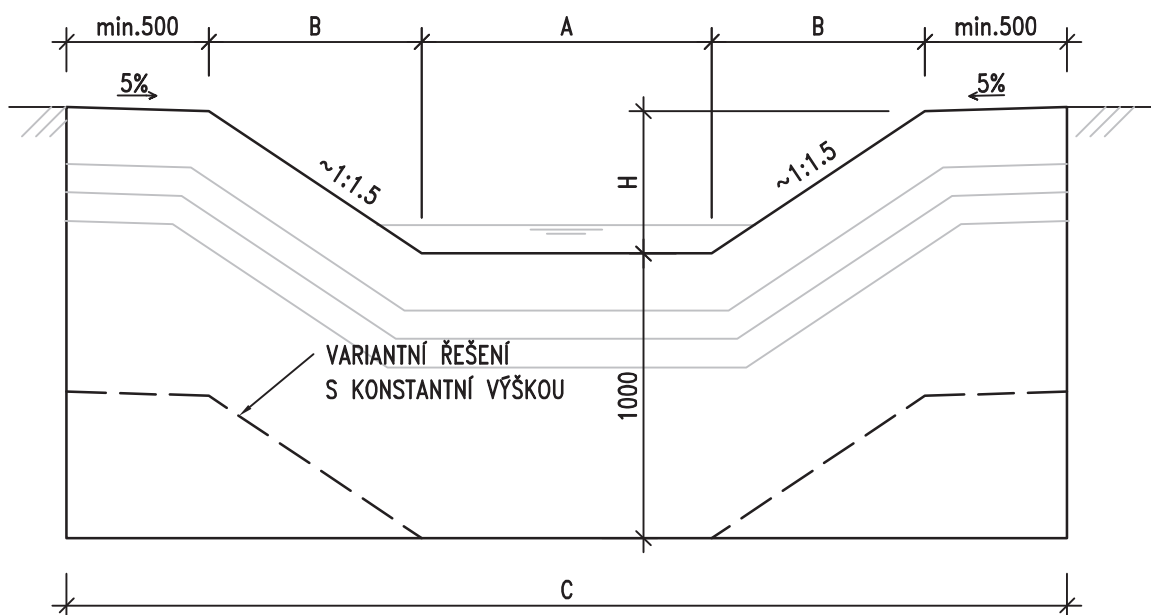 min.500
B
A
B
min.500
5%
5%
~1:1.5
~1:1.5
H
VARIANTNÍ ŘEŠENÍ
S KONSTANTNÍ VÝŠKOU
1000
C